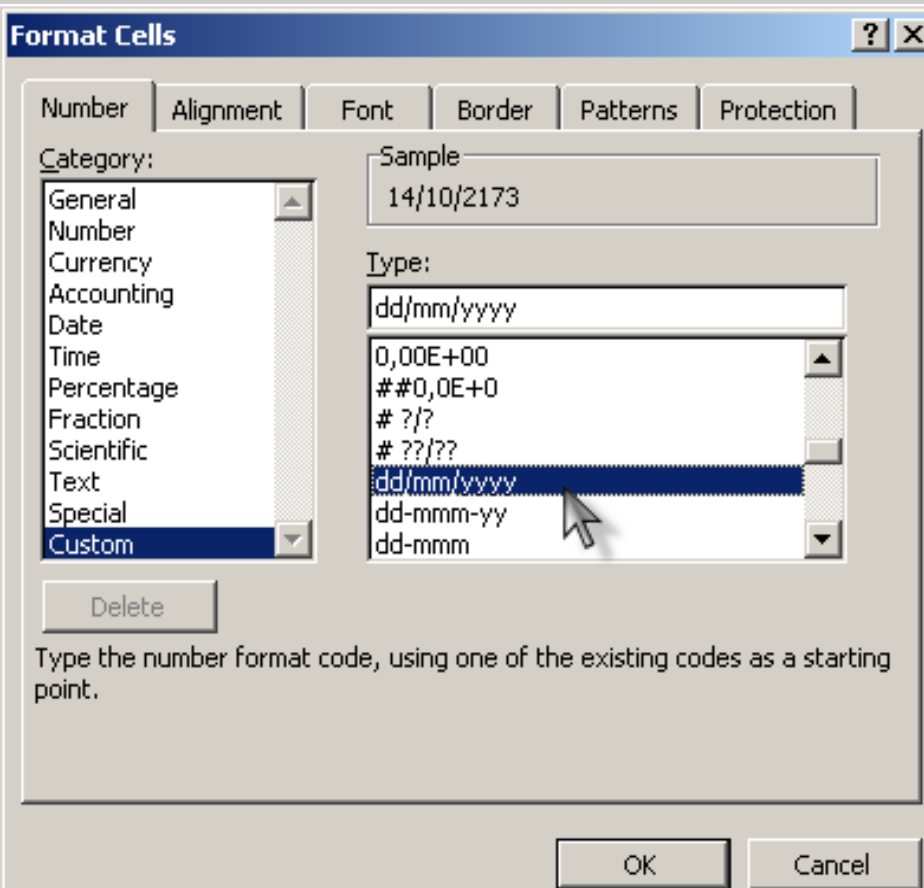 Format Cells
Number Alignment Font Border Patterns Protection
Category:
General
Number
Currency
Accounting
Date
Time
Percentage
Fraction
Scientific
Text
Special
Custom
Sample
14/10/2173
Type:
dd/mm/yyyy
0,00E+00
##0,0E+0
# ?/?
# ??/??
dd/mm/yyyy
dd-mmm-yy
dd-mmm
Delete
Type the number format code, using one of the existing codes as a starting
point.
OK Cancel